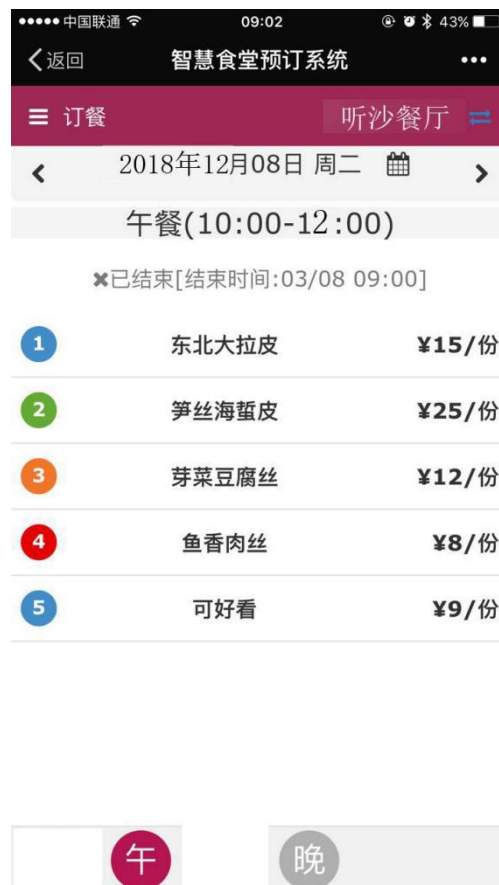 中国联通 09:02 43%
返回 智慧食堂预订系统
订餐 听沙餐厅
2018年12月08日 周二
午餐(10:00-12:00)
✖已结束[结束时间:03/08 09:00]
1 东北大拉皮 ¥15/份
2 笋丝海蜇皮 ¥25/份
3 芽菜豆腐丝 ¥12/份
4 鱼香肉丝 ¥8/份
5 可好看 ¥9/份
午 晚